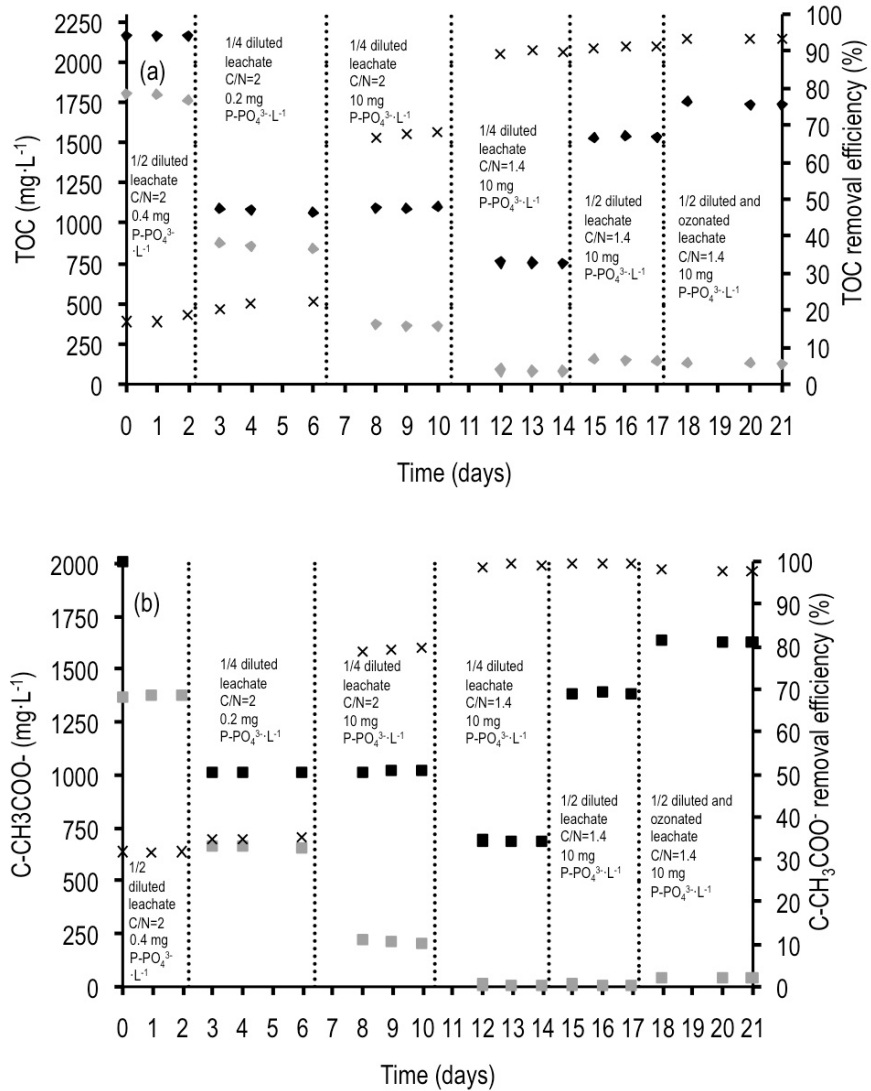 (a)
TOC (mg·L-1)
2250
2000
1750
1500
1250
1000
750
500
250
0
1/2 diluted
leachate
C/N=2
0.4 mg
P-PO43-
·L-1
1/4 diluted
leachate
C/N=2
0.2 mg
P-PO43-·L-1
1/4 diluted
leachate
C/N=2
10 mg
P-PO43-·L-1
1/4 diluted
leachate
C/N=1.4
10 mg
P-PO43-·L-1
1/2 diluted
leachate
C/N=1.4
10 mg
P-PO43-·L-1
1/2 diluted and
ozonated
leachate
C/N=1.4
10 mg
P-PO43-·L-1
100
90
80
70
60
50
40
30
20
10
0
TOC removal efficiency (%)
0 1 2 3 4 5 6 7 8 9 10 11 12 13 14 15 16 17 18 19 20 21
Time (days)
(b)
C-CH3COO- (mg·L-1)
2000
1750
1500
1250
1000
750
500
250
0
1/2
diluted
leachate
C/N=2
0.4 mg
P-PO43-
·L-1
1/4 diluted
leachate
C/N=2
0.2 mg
P-PO43-·L-1
1/4 diluted
leachate
C/N=2
10 mg
P-PO43-·L-1
1/4 diluted
leachate
C/N=1.4
10 mg
P-PO43-·L-1
1/2 diluted
leachate
C/N=1.4
10 mg
P-PO43-·L-1
1/2 diluted and
ozonated
leachate
C/N=1.4
10 mg
P-PO43-·L-1
100
90
80
70
60
50
40
30
20
10
0
C-CH3COO- removal efficiency (%)
0 1 2 3 4 5 6 7 8 9 10 11 12 13 14 15 16 17 18 19 20 21
Time (days)